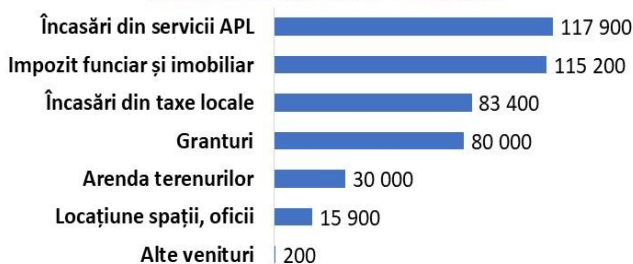 Încasări din servicii APL 117 900
Impozit funciar și imobiliar 115 200
Încasări din taxe locale 83 400
Granturi 80 000
Arenda terenurilor 30 000
Locațiune spații, oficii 15 900
Alte venituri 200